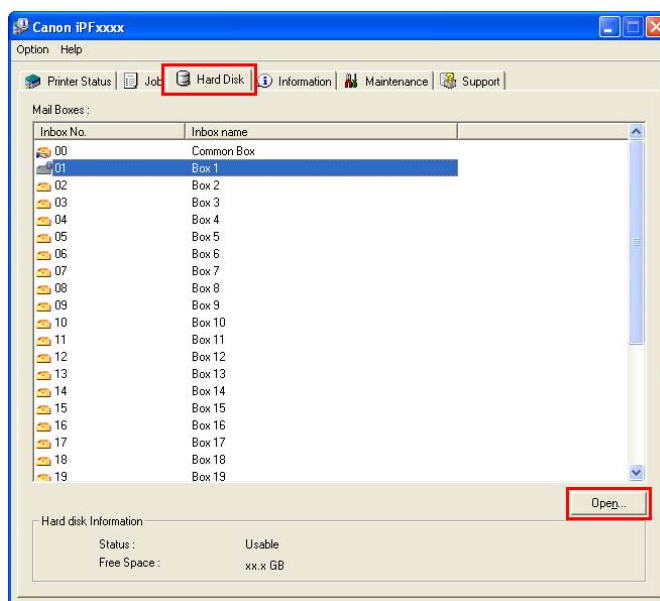 Canon iPFxxxx
Option Help
Printer Status Job Hard Disk Information Maintenance Support
Mail Boxes :
Inbox No. Inbox name
00 Common Box
01 Box 1
02 Box 2
03 Box 3
04 Box 4
05 Box 5
06 Box 6
07 Box 7
08 Box 8
09 Box 9
10 Box 10
11 Box 11
12 Box 12
13 Box 13
14 Box 14
15 Box 15
16 Box 16
17 Box 17
18 Box 18
19 Box 19
Open...
Hard disk Information
Status : Usable
Free Space : xx.x GB